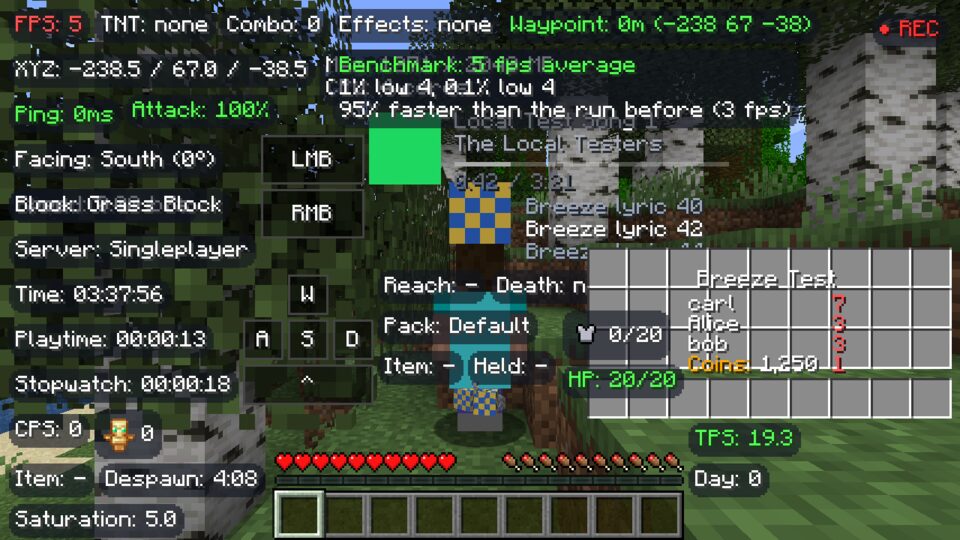 FPS: 5 TNT: none Combo: 0 Effects: none Waypoint: 0m (-238 67 -38) REC
XYZ: -238.5 / 67.0 / -38.5
Benchmark: 5 fps average
1% low 4, 0.1% low 4
95% faster than the run before (3 fps)
Ping: 0ms Attack: 100%
Local Test Song 1
The Local Testers
0:42 / 3:21
Facing: South (0°)
LMB
Block: Grass Block
RMB
Breeze lyric 40
Breeze lyric 42
Server: Singleplayer
Reach: - Death:
Breeze Test
carl 7
Alice 3
bob 3
Coins: 1,250 1
Time: 03:37:56
W
Pack: Default
0/20
Playtime: 00:00:13
A S D
Item: - Held: -
Stopwatch: 00:00:18
^
HP: 20/20
CPS: 0 0
TPS: 19.3
Item: - Despawn: 4:08
Day: 0
Saturation: 5.0